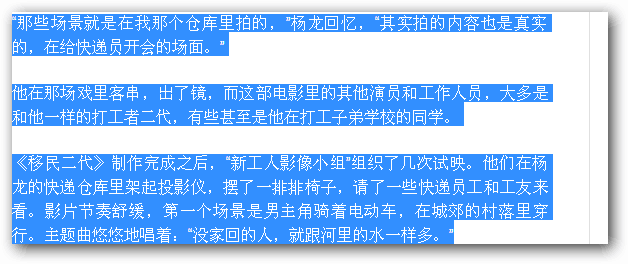 “那些场景就是在我那个仓库里拍的，”杨龙回忆，“其实拍的内容也是真实
的，在给快递员开会的场面。”
他在那场戏里客串，出了镜，而这部电影里的其他演员和工作人员，大多是
和他一样的打工者二代，有些甚至是他在打工子弟学校的同学。
《移民二代》制作完成之后，“新工人影像小组”组织了几次试映。他们在杨
龙的快递仓库里架起投影仪，摆了一排排椅子，请了一些快递员工和工友来
看。影片节奏舒缓，第一个场景是男主角骑着电动车，在城郊的村落里穿
行。主题曲悠悠地唱着：“没家回的人，就跟河里的水一样多。”